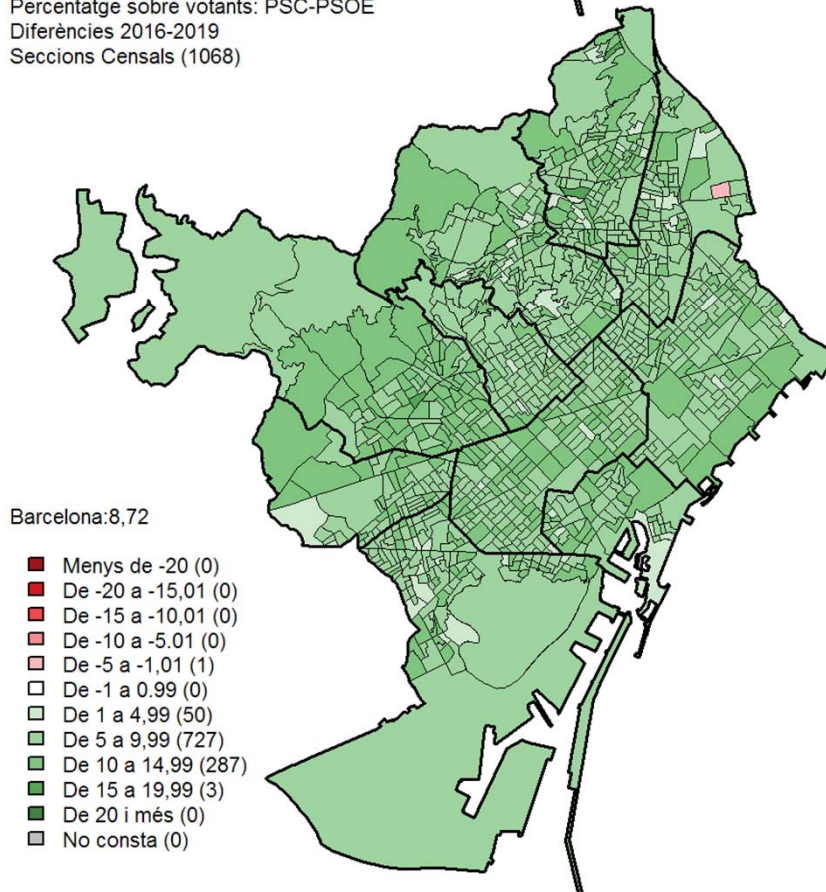 Percentatge sobre votants: PSC-PSOE
Diferències 2016-2019
Seccions Censals (1068)
Barcelona:8,72
Menys de -20 (0)
De -20 a -15,01 (0)
De -15 a -10,01 (0)
De -10 a -5.01 (0)
De -5 a -1,01 (1)
De -1 a 0.99 (0)
De 1 a 4,99 (50)
De 5 a 9,99 (727)
De 10 a 14,99 (287)
De 15 a 19,99 (3)
De 20 i més (0)
No consta (0)